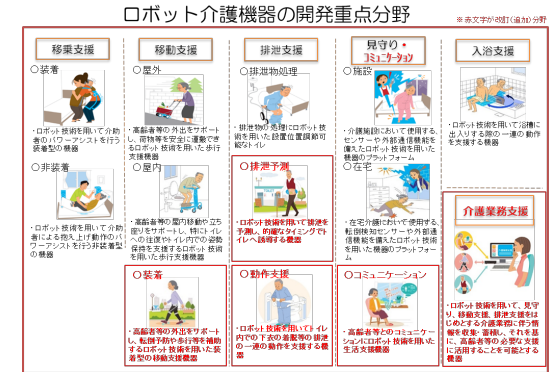 ロボット介護機器の開発重点分野
※赤文字が改訂(追加)分野
移乗支援
〇装着
・ロボット技術を用いて介助
者のパワーアシストを行う
装着型の機器
〇非装着
・ロボット技術を用いて介助
者による抱え上げ動作のパ
ワーアシストを行う非装着型
の機器
移動支援
〇屋外
・高齢者等の外出をサポート
し、荷物等を安全に運搬でき
るロボット技術を用いた歩行
支援機器
〇屋内
・高齢者等の屋内移動や立ち
座りをサポートし、特にトイレ
への往復やトイレ内での姿勢
保持を支援するロボット技術
を用いた歩行支援機器
〇装着
・高齢者等の外出をサポート
し、転倒予防や歩行等を補助
するロボット技術を用いた装
着型の移動支援機器
排泄支援
〇排泄物処理
・排泄物の処理にロボット技
術を用いた設置位置調節可
能なトイレ
〇排泄予測
・ロボット技術を用いて排泄を
予測し、的確なタイミングでト
イレへ誘導する機器
〇動作支援
・ロボット技術を用いてトイレ
内での下衣の着脱等の排泄
の一連の動作を支援する機
器
見守り・
コミュニケーション
〇施設
・介護施設において使用する、
センサーや外部通信機能を
備えたロボット技術を用いた
機器のプラットフォーム
〇在宅
・在宅介護において使用する、
転倒検知センサーや外部通
信機能を備えたロボット技術
を用いた機器のプラットフォー
ム
〇コミュニケーション
・高齢者等とのコミュニケー
ションにロボット技術を用いた
生活支援機器
入浴支援
・ロボット技術を用いて浴槽に
出入りする際の一連の動作
を支援する機器
介護業務支援
・ロボット技術を用いて、見守
り、移動支援、排泄支援を
はじめとする介護業務に伴う情
報を収集・蓄積し、それを基
に、高齢者等の必要な支援
に活用することを可能とする
機器